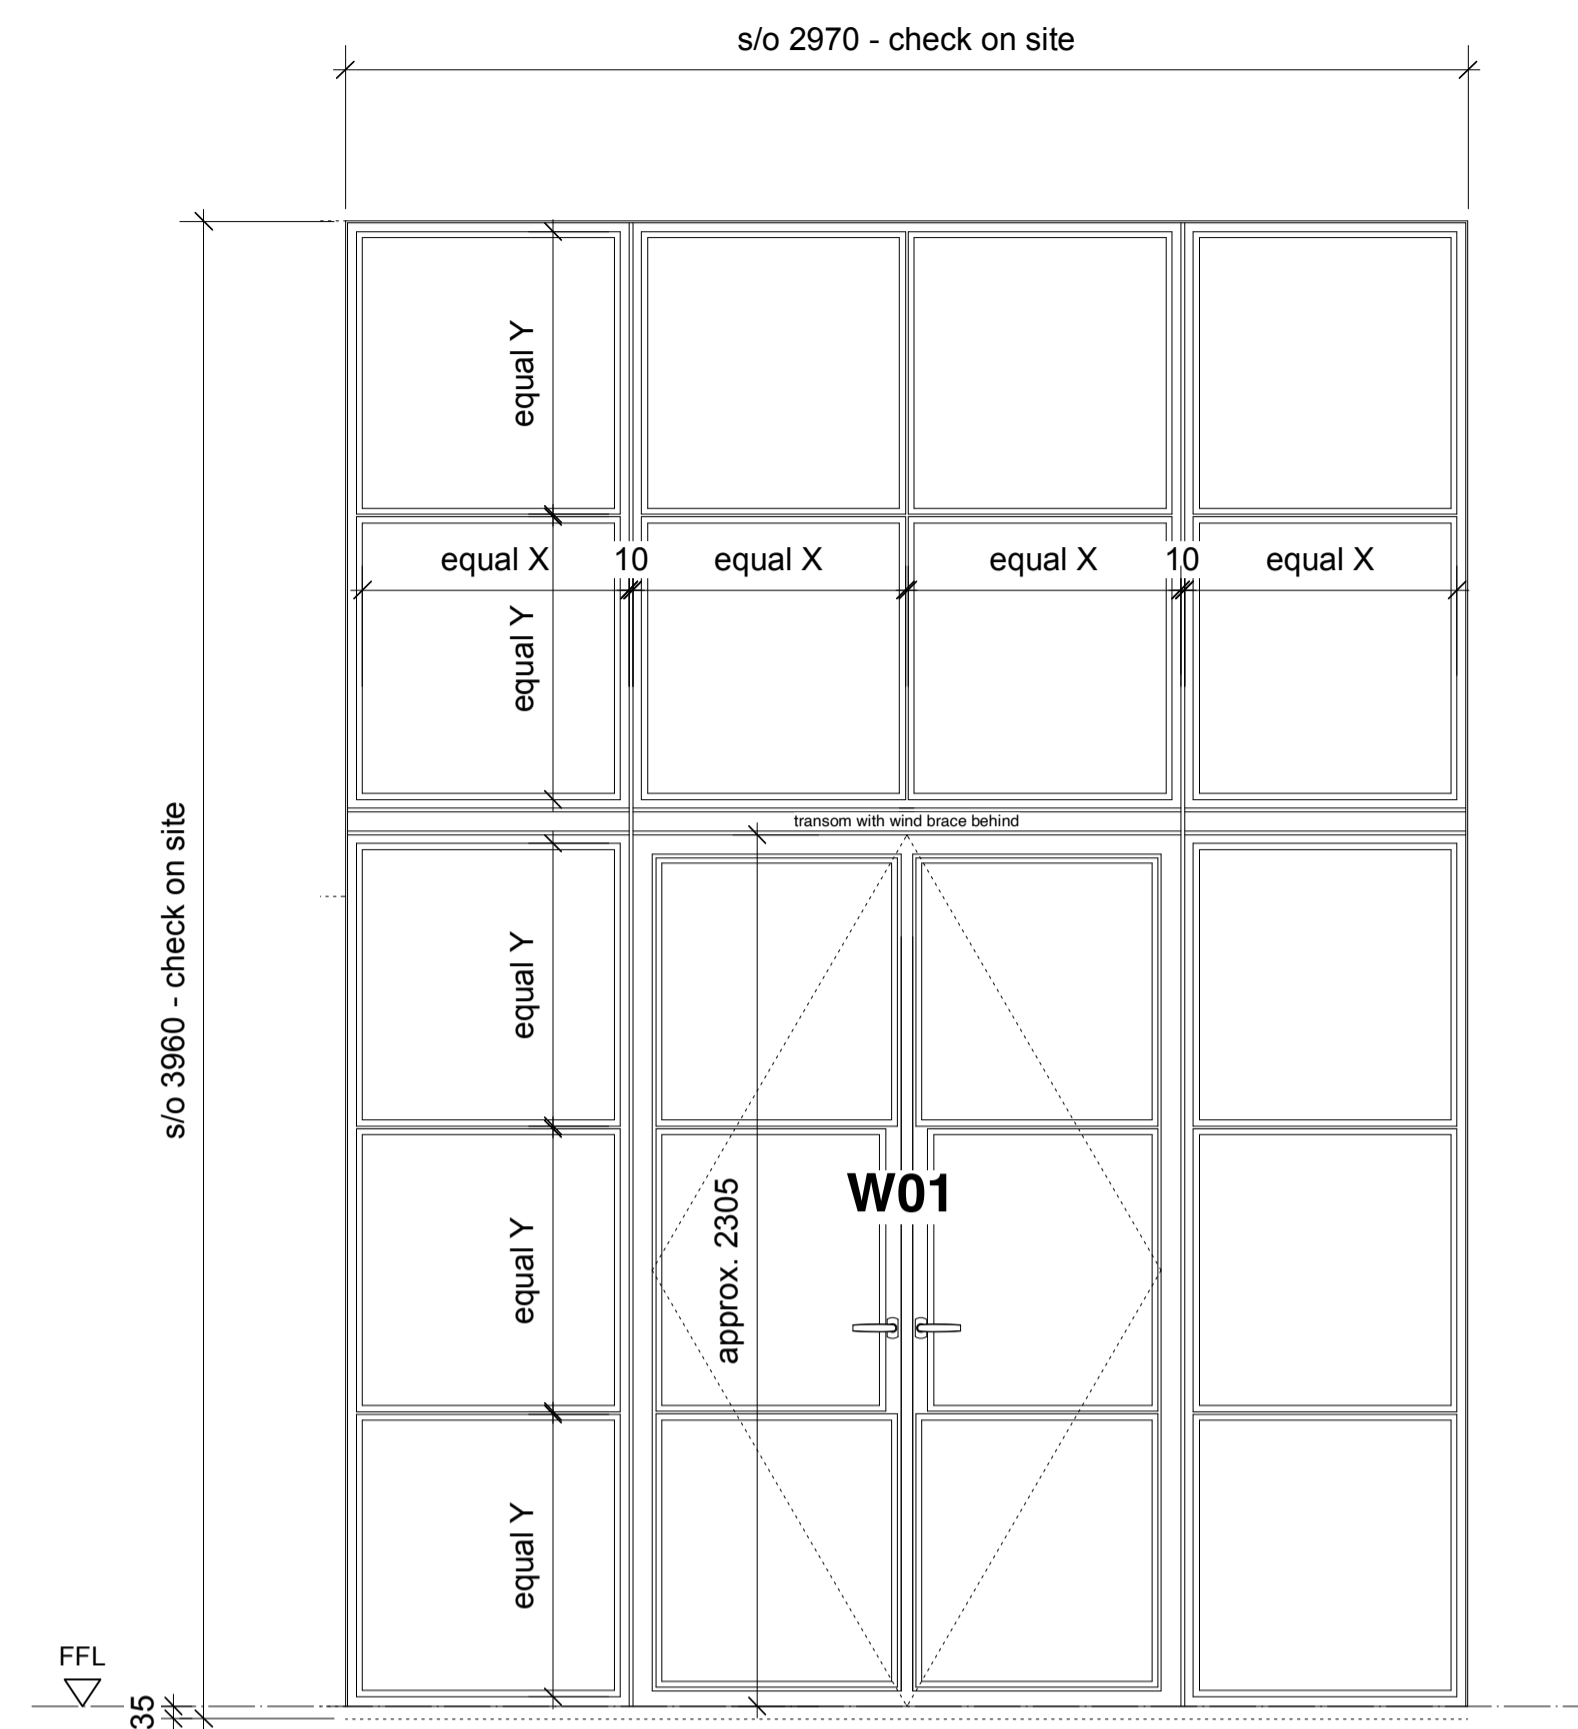 s/o 2970 - check on site
equal Y
equal X
10
equal X
equal X
10
equal X
equal Y
transom with wind brace behind
s/o 3960 - check on site
equal Y
W01
approx. 2305
equal Y
equal Y
FFL
35